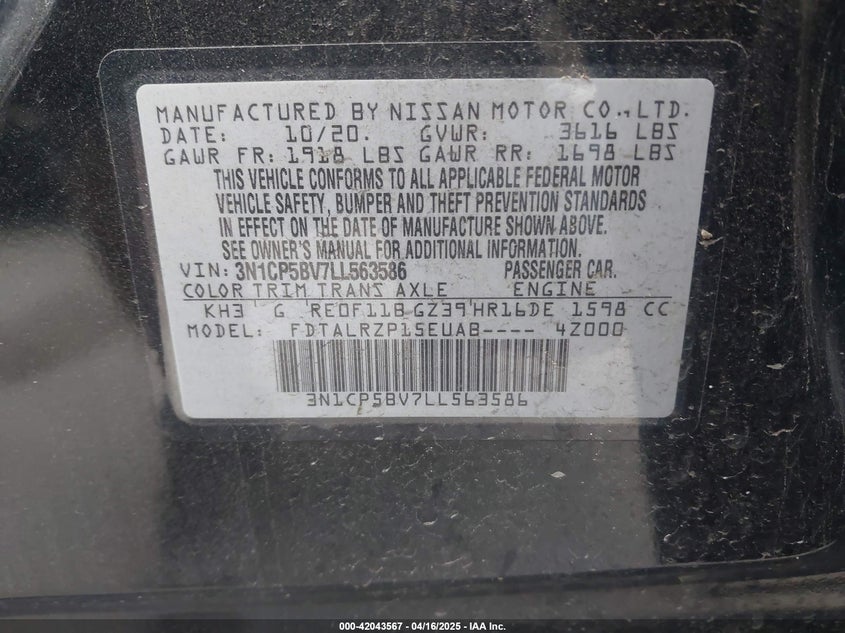 MANUFACTURED BY NISSAN MOTOR CO.,LTD.
DATE: 10/20. GVWR: 3616 LBS
GAWR FR: 1918 LBS GAWR RR: 1698 LBS
THIS VEHICLE CONFORMS TO ALL APPLICABLE FEDERAL MOTOR
VEHICLE SAFETY, BUMPER AND THEFT PREVENTION STANDARDS
IN EFFECT ON THE DATE OF MANUFACTURE SHOWN ABOVE.
SEE OWNER'S MANUAL FOR ADDITIONAL INFORMATION.
VIN: 3N1CP5BV7LL563586 PASSENGER CAR.
COLOR TRIM TRANS AXLE ENGINE
KH3 G RE0F11B GZ39 HR16DE 1598 CC
MODEL: FDTALRZP15EUAB---- 4Z000
3N1CP5BV7LL563586
000-42043567 - 04/16/2025 - IAA Inc.